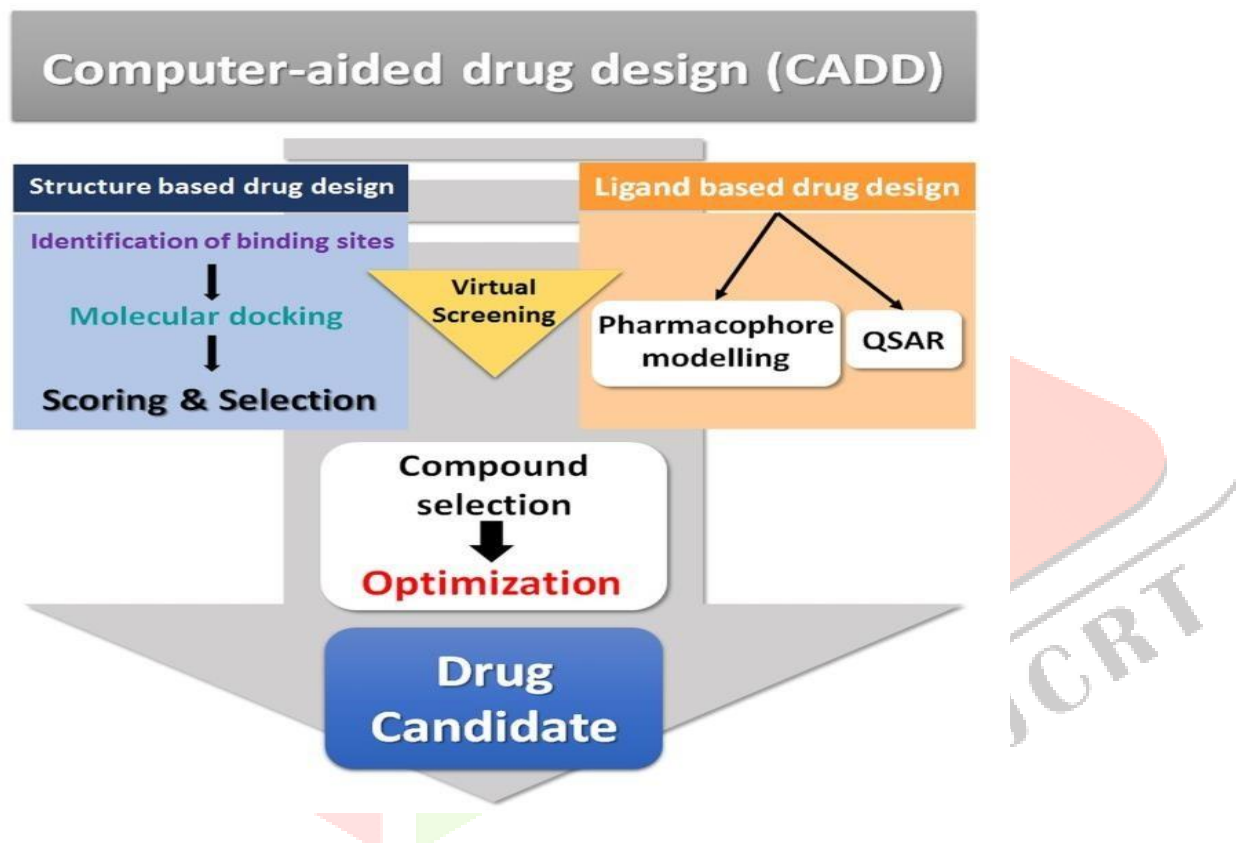 Computer-aided drug design (CADD)
Structure based drug design
Identification of binding sites
Molecular docking
Scoring & Selection
Virtual
Screening
Ligand based drug design
Pharmacophore
modelling
QSAR
Compound
selection
Optimization
Drug
Candidate
JCRT